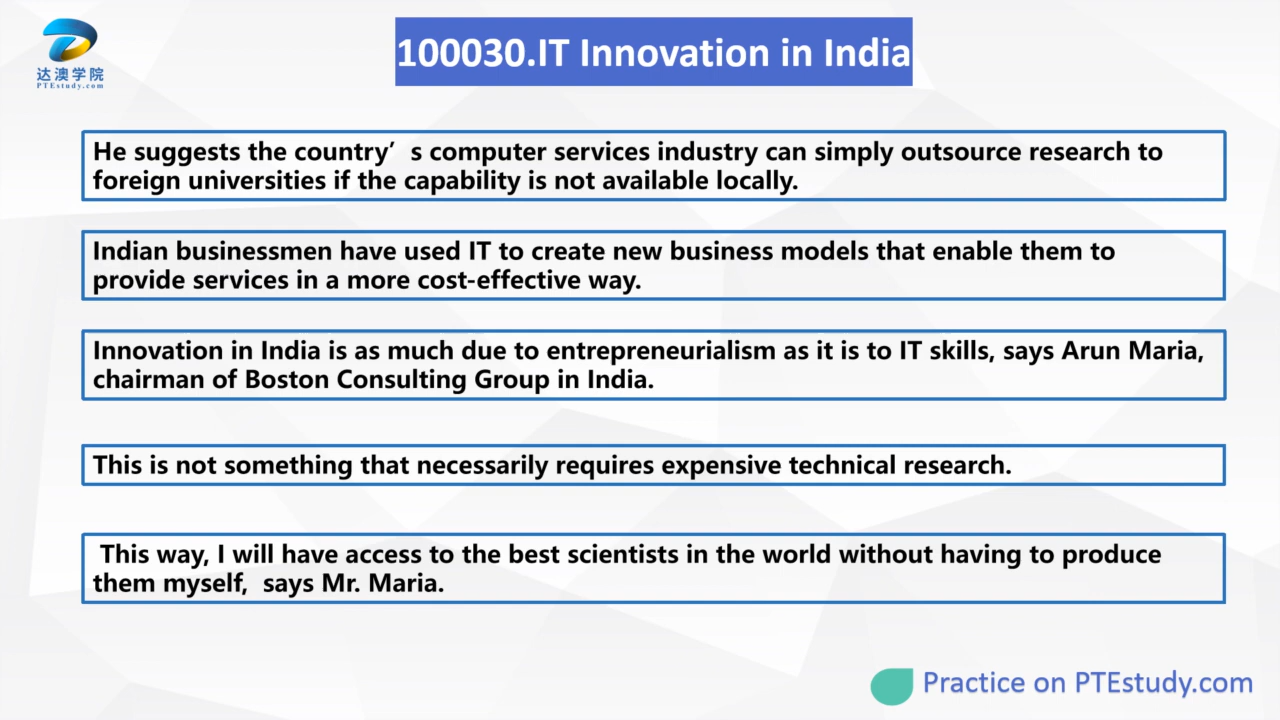 达澳学院
PTEstudy.com
100030.IT Innovation in India
He suggests the country’s computer services industry can simply outsource research to
foreign universities if the capability is not available locally.
Indian businessmen have used IT to create new business models that enable them to
provide services in a more cost-effective way.
Innovation in India is as much due to entrepreneurialism as it is to IT skills, says Arun Maria,
chairman of Boston Consulting Group in India.
This is not something that necessarily requires expensive technical research.
This way, I will have access to the best scientists in the world without having to produce
them myself, says Mr. Maria.
Practice on PTEstudy.com